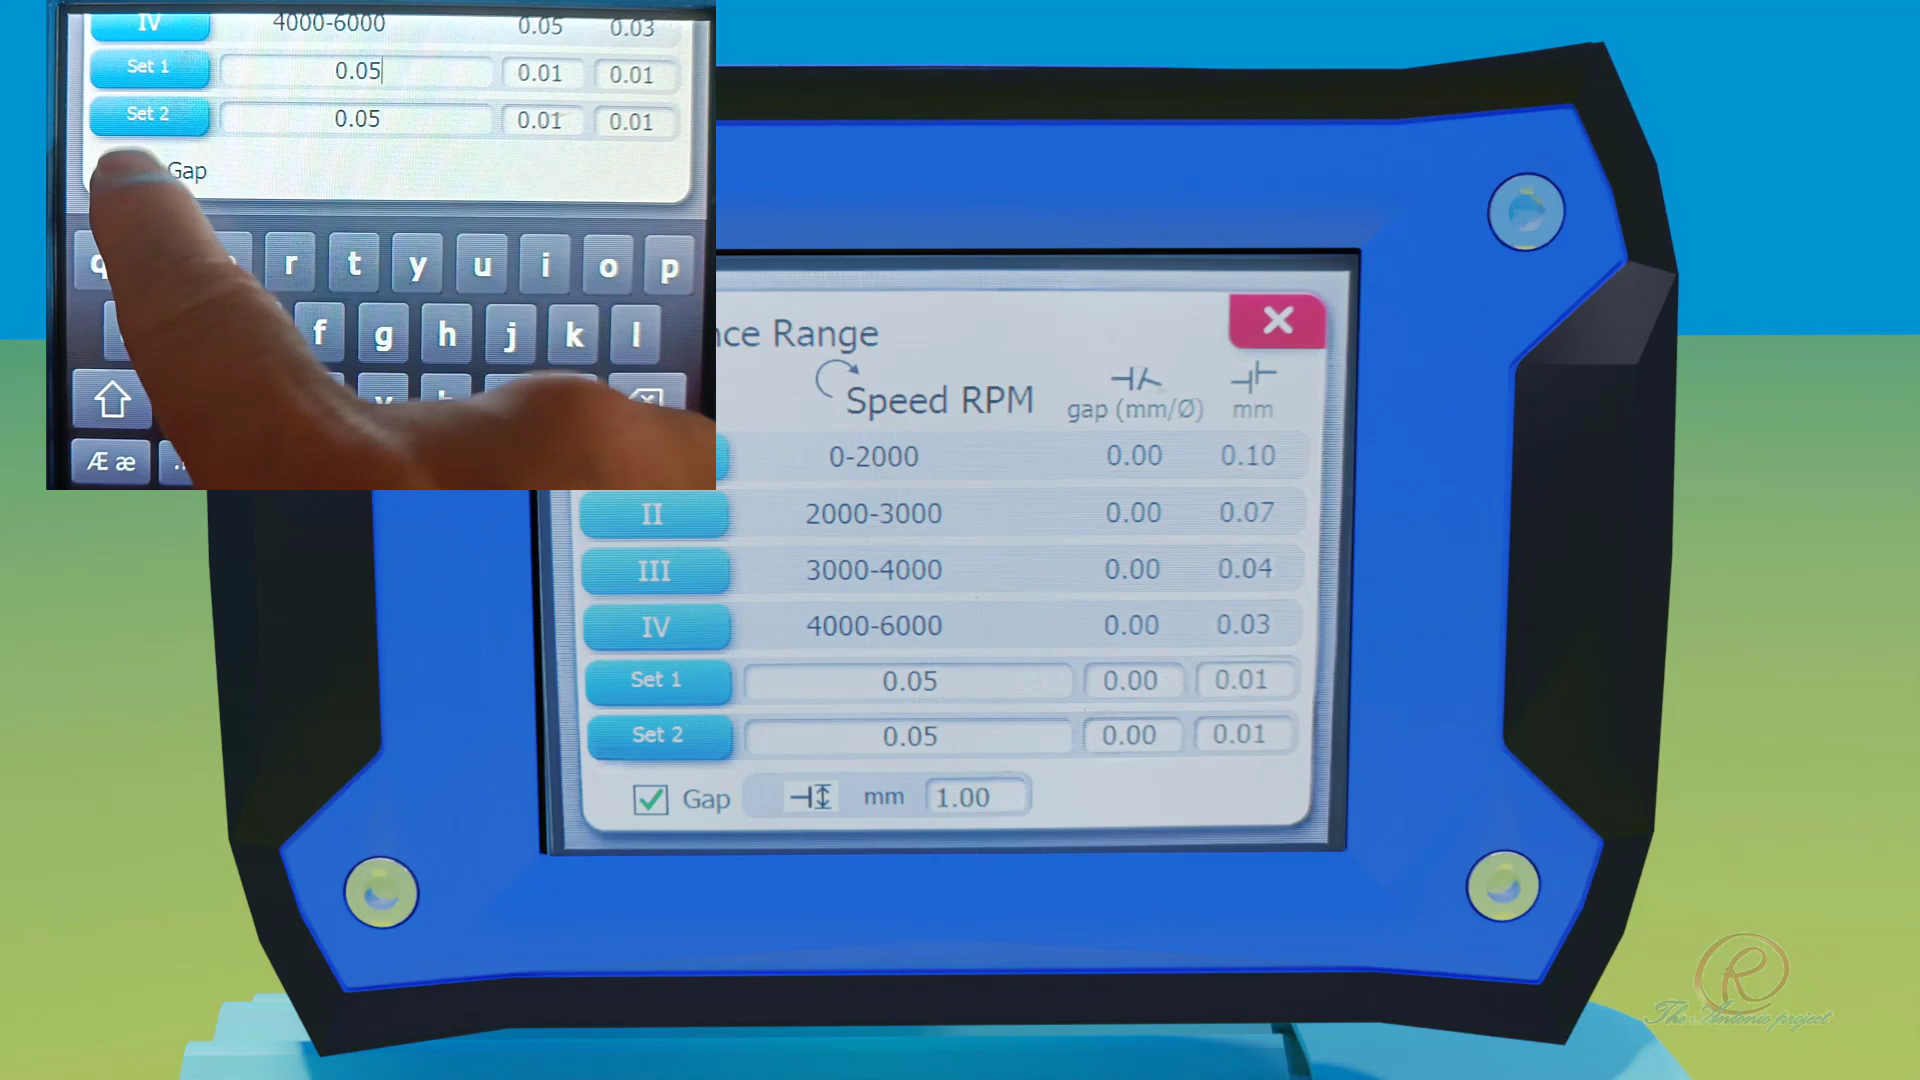 IV 4000-6000 0.05 0.03
Set 1 0.05 0.01 0.01
Set 2 0.05 0.01 0.01
Gap
q r t y u i o p
f g h j k l
Æ æ
nce Range
Speed RPM gap (mm/Ø) mm
0-2000 0.00 0.10
II 2000-3000 0.00 0.07
III 3000-4000 0.00 0.04
IV 4000-6000 0.00 0.03
Set 1 0.05 0.00 0.01
Set 2 0.05 0.00 0.01
Gap mm 1.00
R
The Antonio project